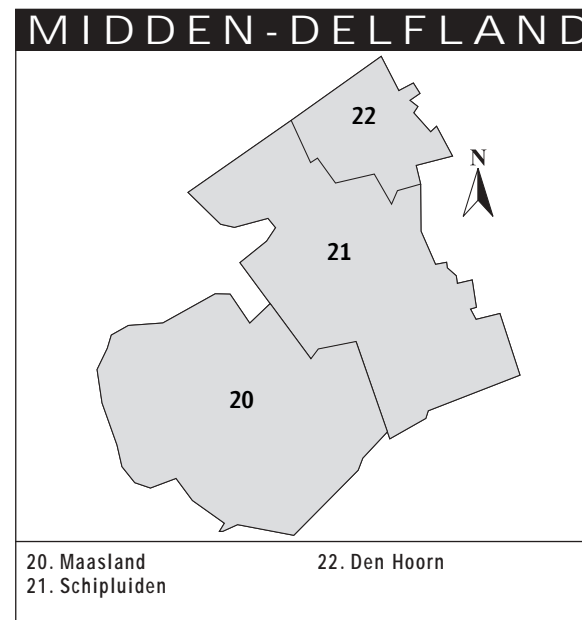 MIDDEN-DELFLAND
22
N
21
20
20. Maasland
22. Den Hoorn
21. Schipluiden